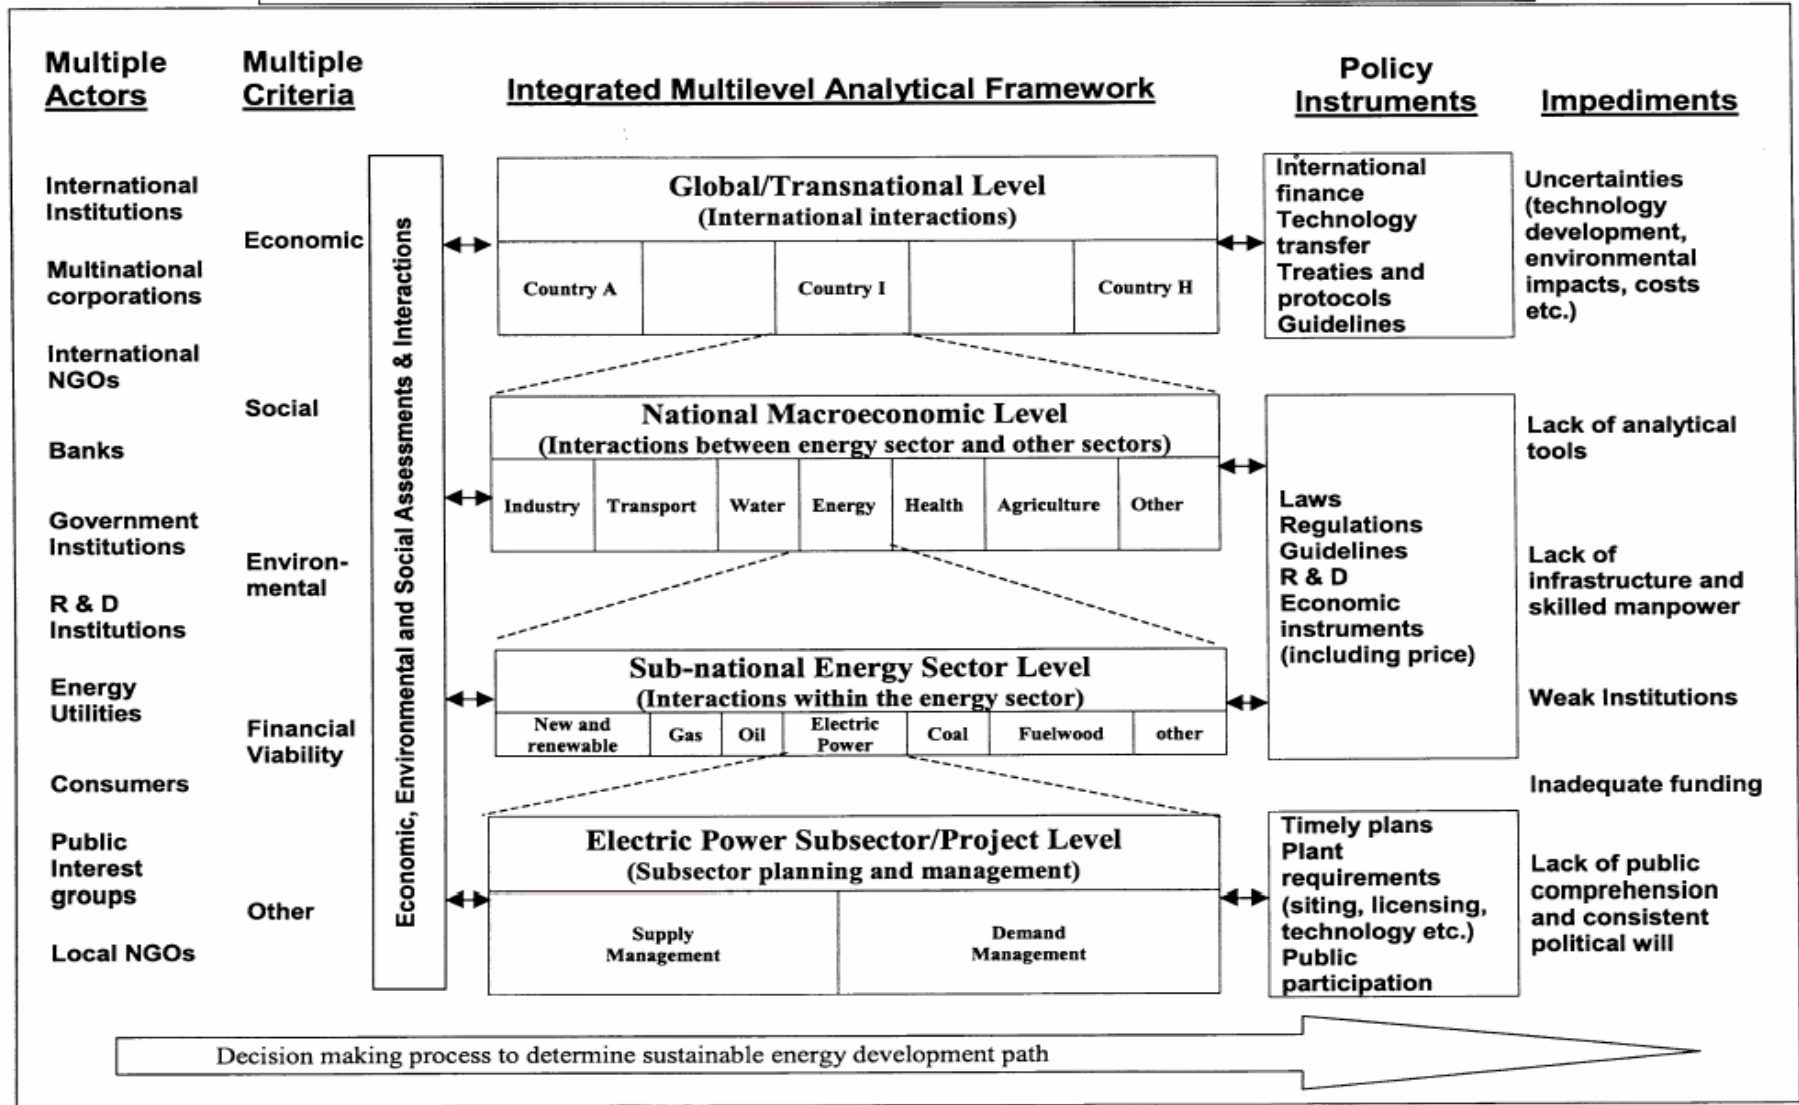 Multiple
Actors
Multiple
Criteria
Integrated Multilevel Analytical Framework
Policy
Instruments
Impediments
International
Institutions
Multinational
corporations
International
NGOs
Banks
Government
Institutions
R & D
Institutions
Energy
Utilities
Consumers
Public
Interest
groups
Local NGOs
Economic
Social
Environ-
mental
Financial
Viability
Other
Economic, Environmental and Social Assessments & Interactions
Global/Transnational Level
(International interactions)
Country A
Country I
Country H
National Macroeconomic Level
(Interactions between energy sector and other sectors)
Industry
Transport
Water
Energy
Health
Agriculture
Other
Sub-national Energy Sector Level
(Interactions within the energy sector)
New and
renewable
Gas
Oil
Electric
Power
Coal
Fuelwood
other
Electric Power Subsector/Project Level
(Subsector planning and management)
Supply
Management
Demand
Management
International
finance
Technology
transfer
Treaties and
protocols
Guidelines
Laws
Regulations
Guidelines
R & D
Economic
instruments
(including price)
Timely plans
Plant
requirements
(siting, licensing,
technology etc.)
Public
participation
Uncertainties
(technology
development,
environmental
impacts, costs
etc.)
Lack of analytical
tools
Lack of
infrastructure and
skilled manpower
Weak Institutions
Inadequate funding
Lack of public
comprehension
and consistent
political will
Decision making process to determine sustainable energy development path